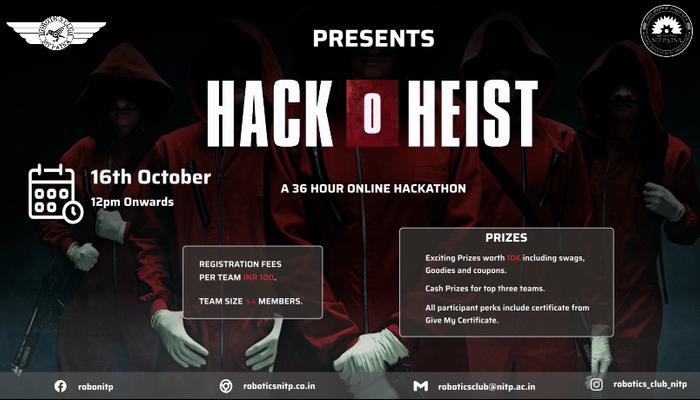 PRESENTS
HACK O HEIST
16th October
12pm Onwards
A 36 HOUR ONLINE HACKATHON
REGISTRATION FEES
PER TEAM INR 100.
TEAM SIZE 1-4 MEMBERS.
PRIZES
Exciting Prizes worth 10K including swags,
Goodies and coupons.
Cash Prizes for top three teams.
All participant perks include certificate from
Give My Certificate.
robonitp
roboticsnitp.co.in
roboticsclub@nitp.ac.in
robotics_club_nitp